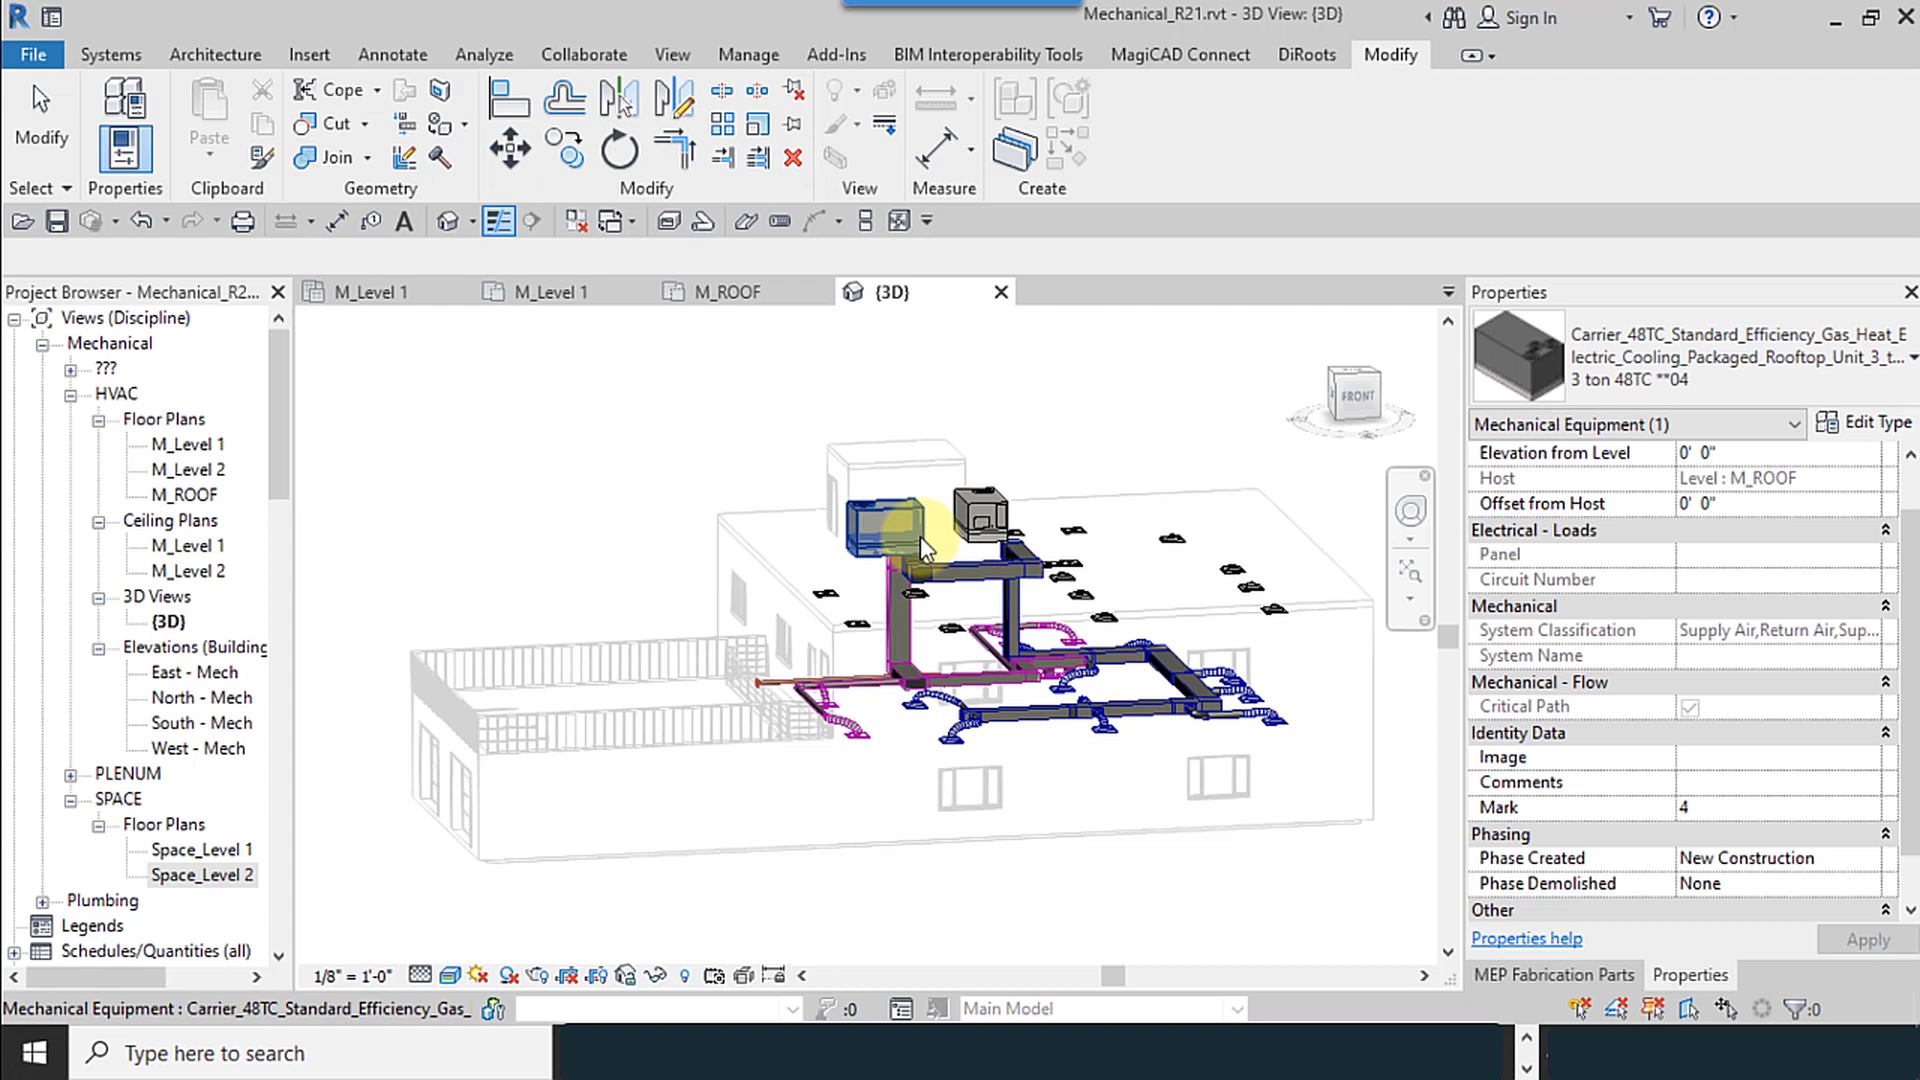 Mechanical_R21.rvt - 3D View: {3D}
Sign In
File
Systems
Architecture
Insert
Annotate
Analyze
Collaborate
View
Manage
Add-Ins
BIM Interoperability Tools
MagiCAD Connect
DiRoots
Modify
Modify
Paste
Cope
Cut
Join
Select
Properties
Clipboard
Geometry
Modify
View
Measure
Create
Project Browser - Mechanical_R2...
M_Level 1
M_Level 1
M_ROOF
{3D}
Properties
Views (Discipline)
Mechanical
???
HVAC
Floor Plans
M_Level 1
M_Level 2
M_ROOF
Ceiling Plans
M_Level 1
M_Level 2
3D Views
{3D}
Elevations (Building
East - Mech
North - Mech
South - Mech
West - Mech
PLENUM
SPACE
Floor Plans
Space_Level 1
Space_Level 2
Plumbing
Legends
Schedules/Quantities (all)
FRONT
Carrier_48TC_Standard_Efficiency_Gas_Heat_E
lectric_Cooling_Packaged_Rooftop_Unit_3_t...
3 ton 48TC **04
Mechanical Equipment (1)
Edit Type
Elevation from Level 0' 0"
Host Level : M_ROOF
Offset from Host 0' 0"
Electrical - Loads
Panel
Circuit Number
Mechanical
System Classification Supply Air,Return Air,Sup...
System Name
Mechanical - Flow
Critical Path
Identity Data
Image
Comments
Mark 4
Phasing
Phase Created New Construction
Phase Demolished None
Other
Properties help
Apply
1/8" = 1'-0"
MEP Fabrication Parts
Properties
Mechanical Equipment : Carrier_48TC_Standard_Efficiency_Gas_
:0
Main Model
:0
Type here to search